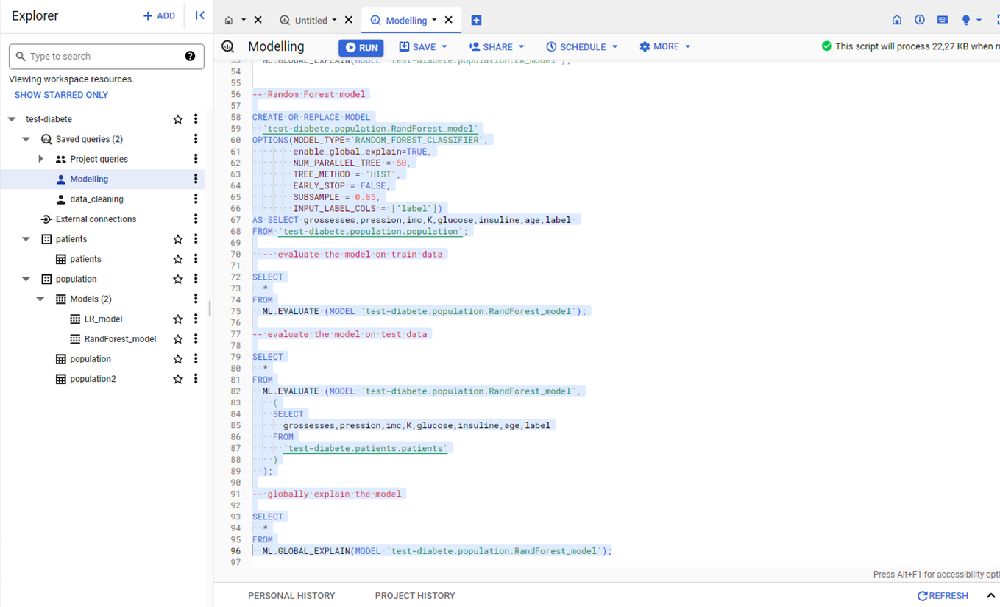 Explorer
+ ADD
Untitled
Modelling
Type to search
?
Modelling
RUN
SAVE
SHARE
SCHEDULE
MORE
This script will process 22,27 KB when ru
Viewing workspace resources.
SHOW STARRED ONLY
test-diabete
Saved queries (2)
Project queries
Modelling
data_cleaning
External connections
patients
patients
population
Models (2)
LR_model
RandForest_model
population
population2
53 ML.GLOBAL_EXPLAIN(MODEL `test-diabete.population.LR_model`);
54
55
56 -- Random Forest model
57
58 CREATE OR REPLACE MODEL
59 `test-diabete.population.RandForest_model`
60 OPTIONS(MODEL_TYPE='RANDOM_FOREST_CLASSIFIER',
61 enable_global_explain=TRUE,
62 NUM_PARALLEL_TREE = 50,
63 TREE_METHOD = 'HIST',
64 EARLY_STOP = FALSE,
65 SUBSAMPLE = 0.85,
66 INPUT_LABEL_COLS = ['label'])
67 AS SELECT grossesses,pression,imc,K,glucose,insuline,age,label
68 FROM `test-diabete.population.population`;
69
70 -- evaluate the model on train data
71
72 SELECT
73 *
74 FROM
75 ML.EVALUATE (MODEL `test-diabete.population.RandForest_model`);
76
77 -- evaluate the model on test data
78
79 SELECT
80 *
81 FROM
82 ML.EVALUATE (MODEL `test-diabete.population.RandForest_model`,
83 (
84 SELECT
85 grossesses,pression,imc,K,glucose,insuline,age,label
86 FROM
87 `test-diabete.patients.patients`
88 )
89 );
90
91 -- globally explain the model
92
93 SELECT
94 *
95 FROM
96 ML.GLOBAL_EXPLAIN(MODEL `test-diabete.population.RandForest_model`);
97
Press Alt+F1 for accessibility opti
PERSONAL HISTORY
PROJECT HISTORY
REFRESH